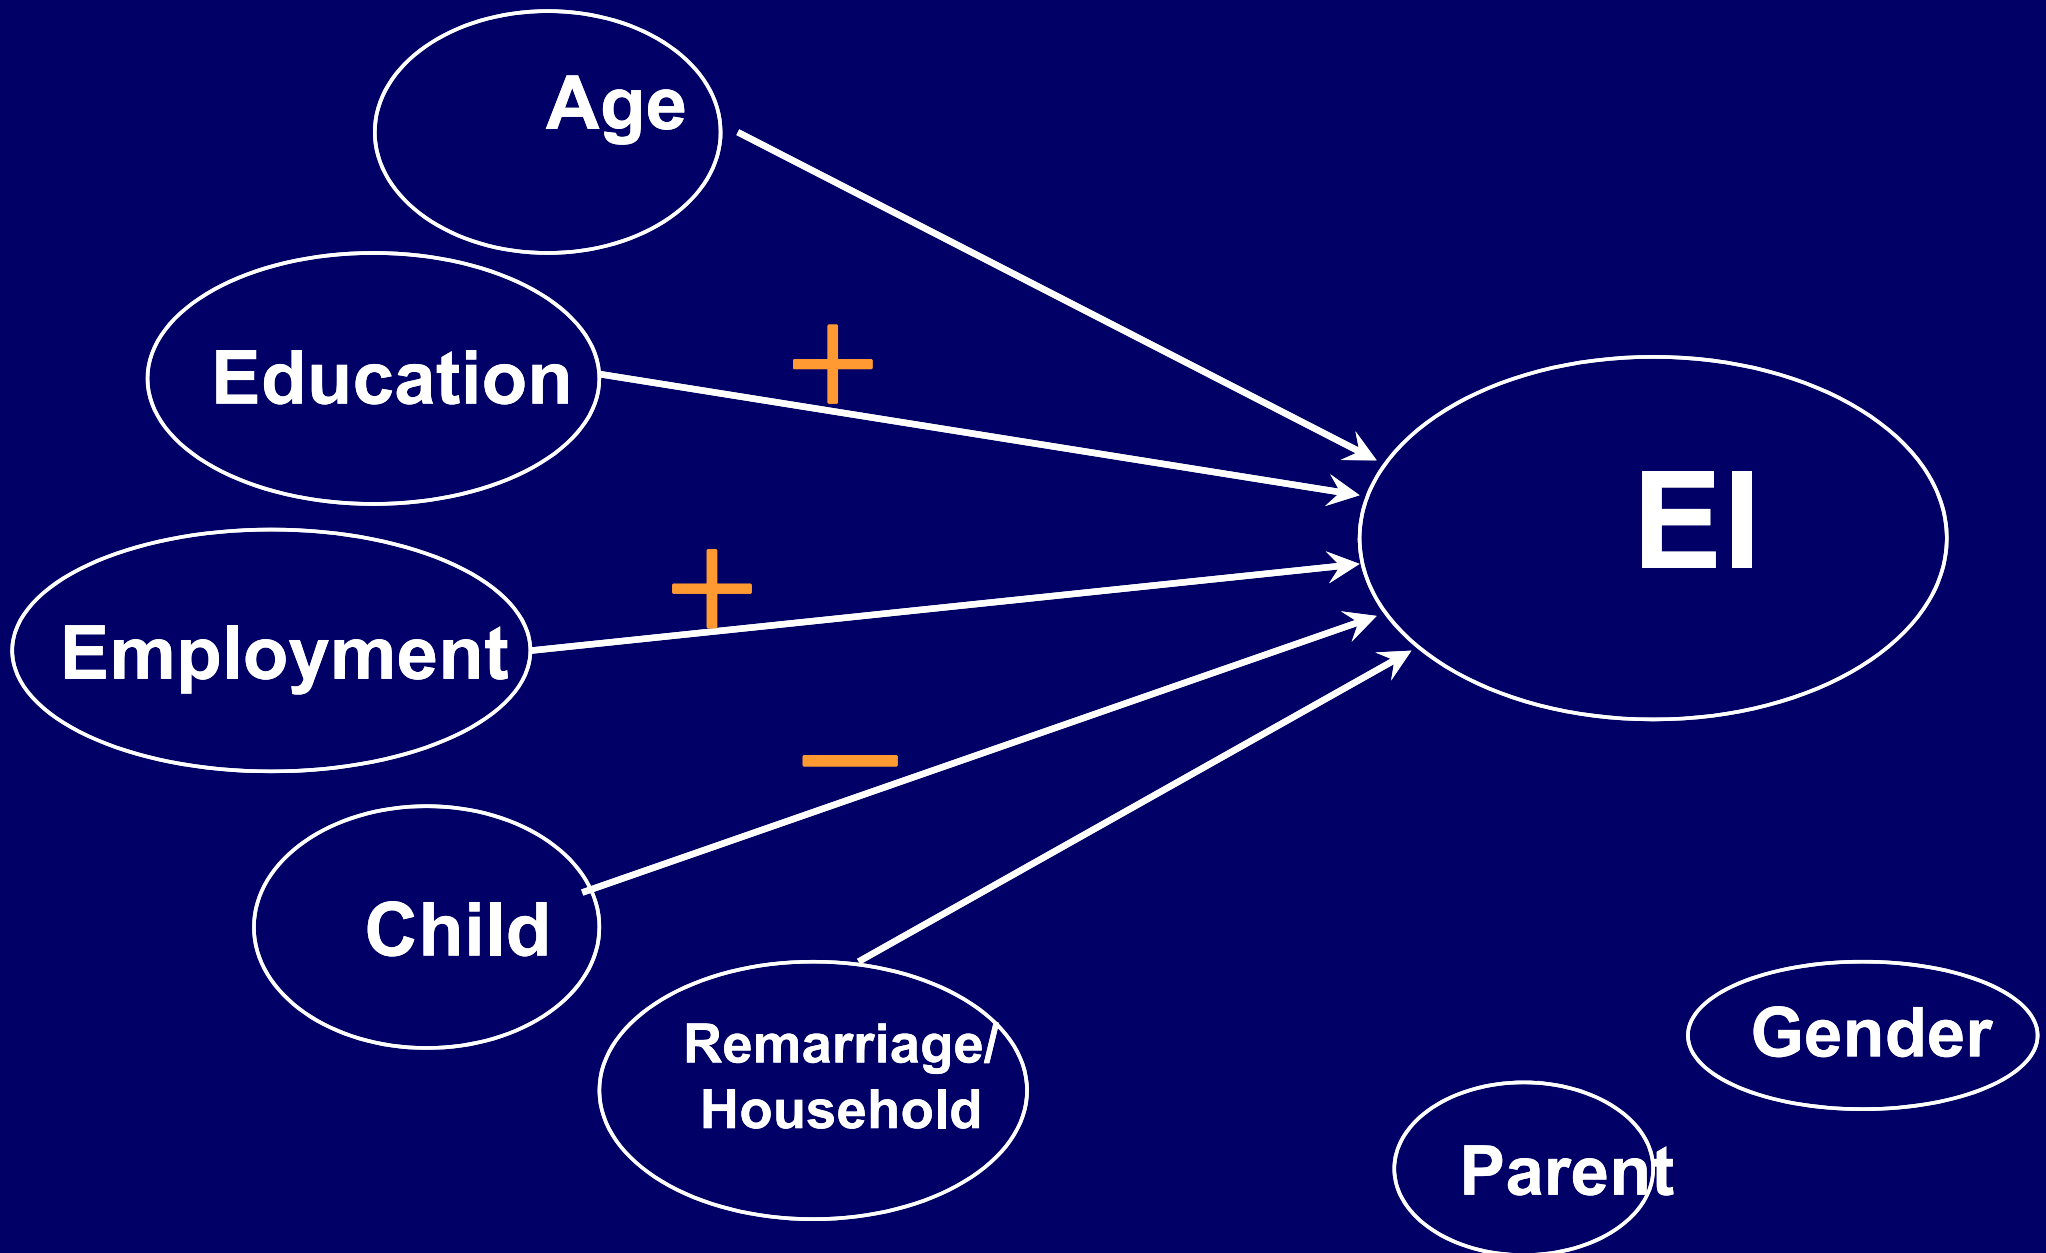 Age
Education
+
EI
+
Employment
–
Child
Remarriage/
Household
Gender
Parent